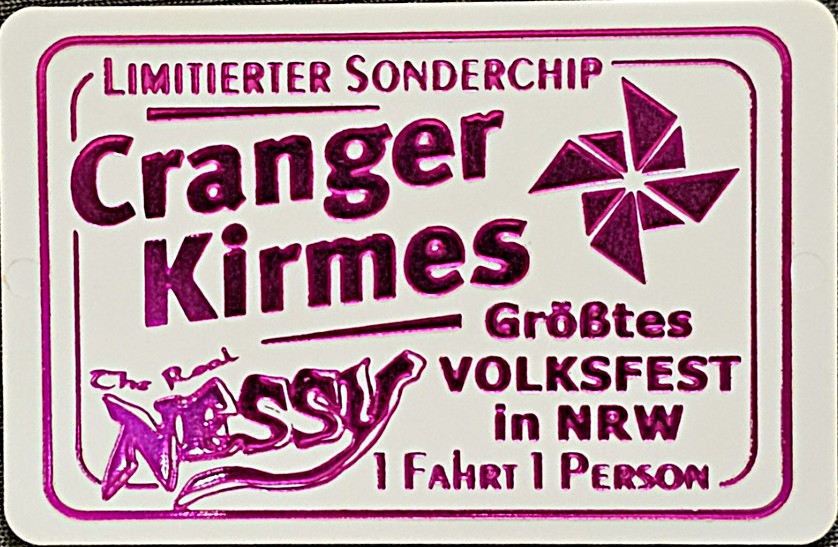 LIMITIERTER SONDERCHIP
Cranger
Kirmes
Größtes
VOLKSFEST
in NRW
The Real
NESSY
1 FAHRT 1 PERSON